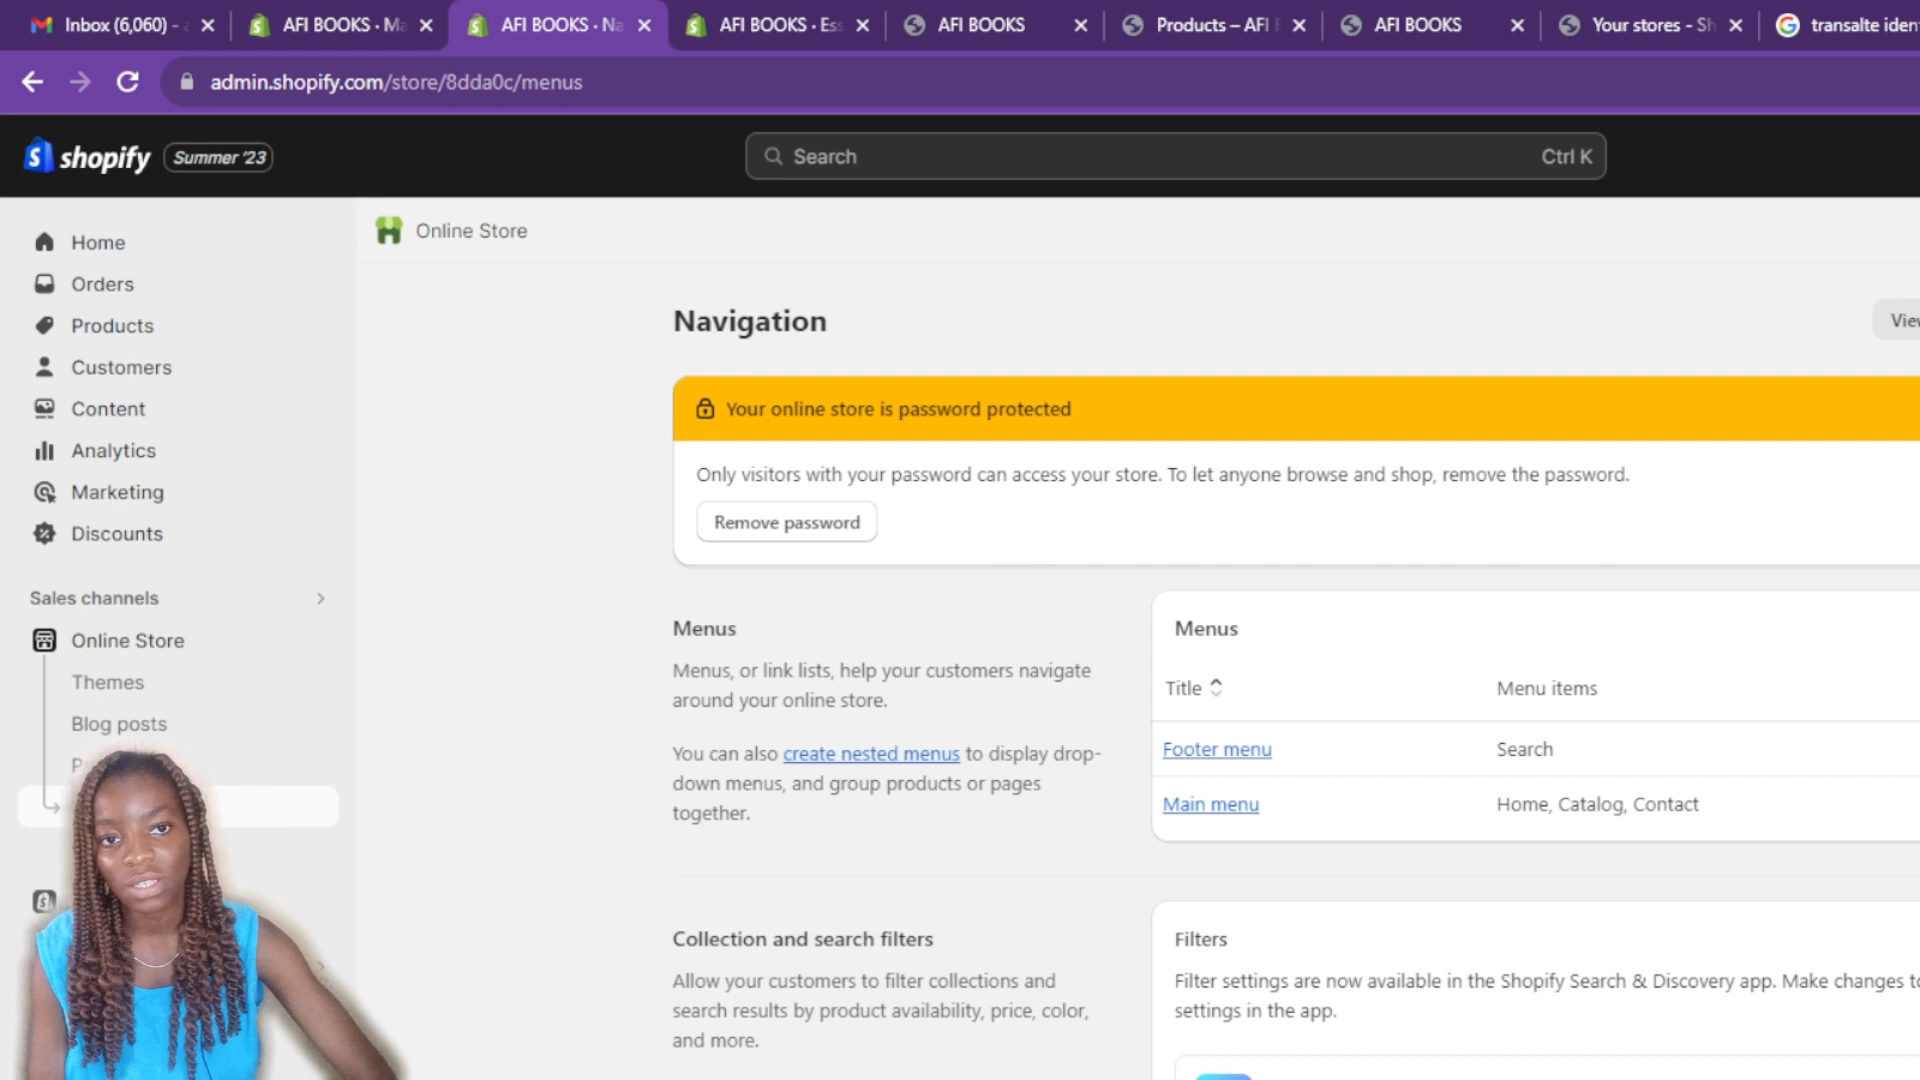 Inbox (6,060) -
AFI BOOKS · Ma
AFI BOOKS · Na
AFI BOOKS · Ess
AFI BOOKS
Products – AFI
AFI BOOKS
Your stores - Sh
transalte iden
admin.shopify.com/store/8dda0c/menus
shopify
Summer '23
Search
Ctrl K
Home
Orders
Products
Customers
Content
Analytics
Marketing
Discounts
Sales channels
Online Store
Themes
Blog posts
Online Store
Navigation
View
Your online store is password protected
Only visitors with your password can access your store. To let anyone browse and shop, remove the password.
Remove password
Menus
Menus, or link lists, help your customers navigate
around your online store.
You can also create nested menus to display drop-
down menus, and group products or pages
together.
Menus
Title
Menu items
Footer menu
Search
Main menu
Home, Catalog, Contact
Collection and search filters
Allow your customers to filter collections and
search results by product availability, price, color,
and more.
Filters
Filter settings are now available in the Shopify Search & Discovery app. Make changes to
settings in the app.